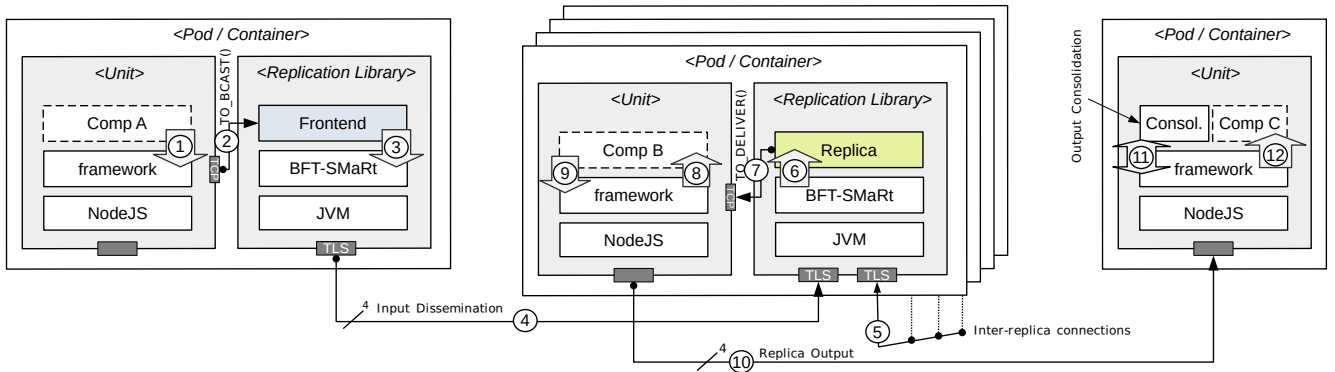 <Pod / Container>
<Unit>
Comp A
1
framework
NodeJS
TCP
2
TO_BCAST()
<Replication Library>
Frontend
3
BFT-SMaRt
JVM
TLS
4 Input Dissemination
4
<Pod / Container>
<Unit>
Comp B
9
8
framework
NodeJS
TCP
7
TO_DELIVER()
<Replication Library>
Replica
6
BFT-SMaRt
JVM
TLS
TLS
5
Inter-replica connections
4
10
Replica Output
Output Consolidation
<Pod / Container>
<Unit>
Consol.
Comp C
11
12
framework
NodeJS